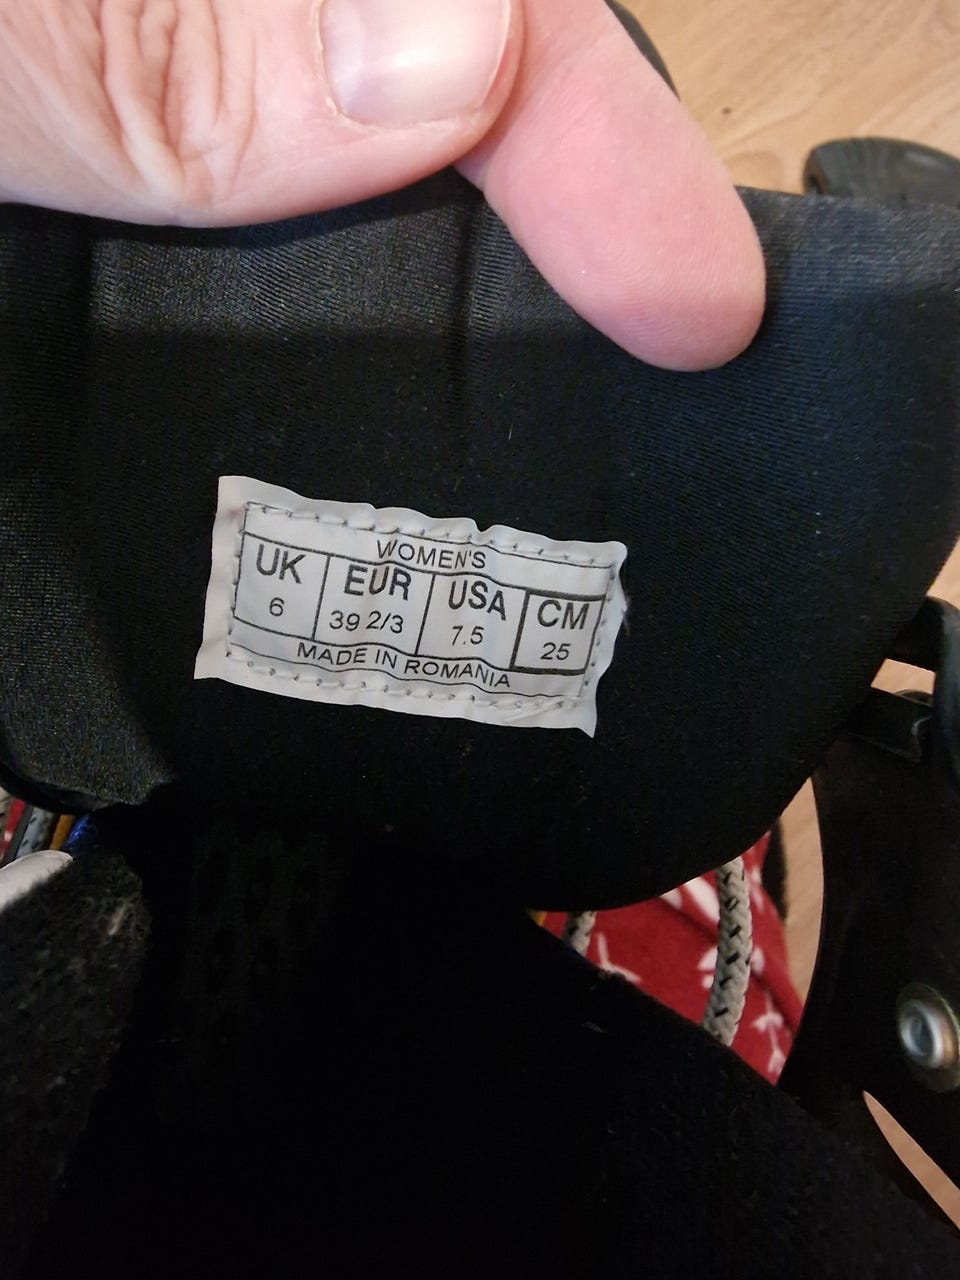 WOMEN'S
UK EUR USA CM
6 39 2/3 7.5 25
MADE IN ROMANIA